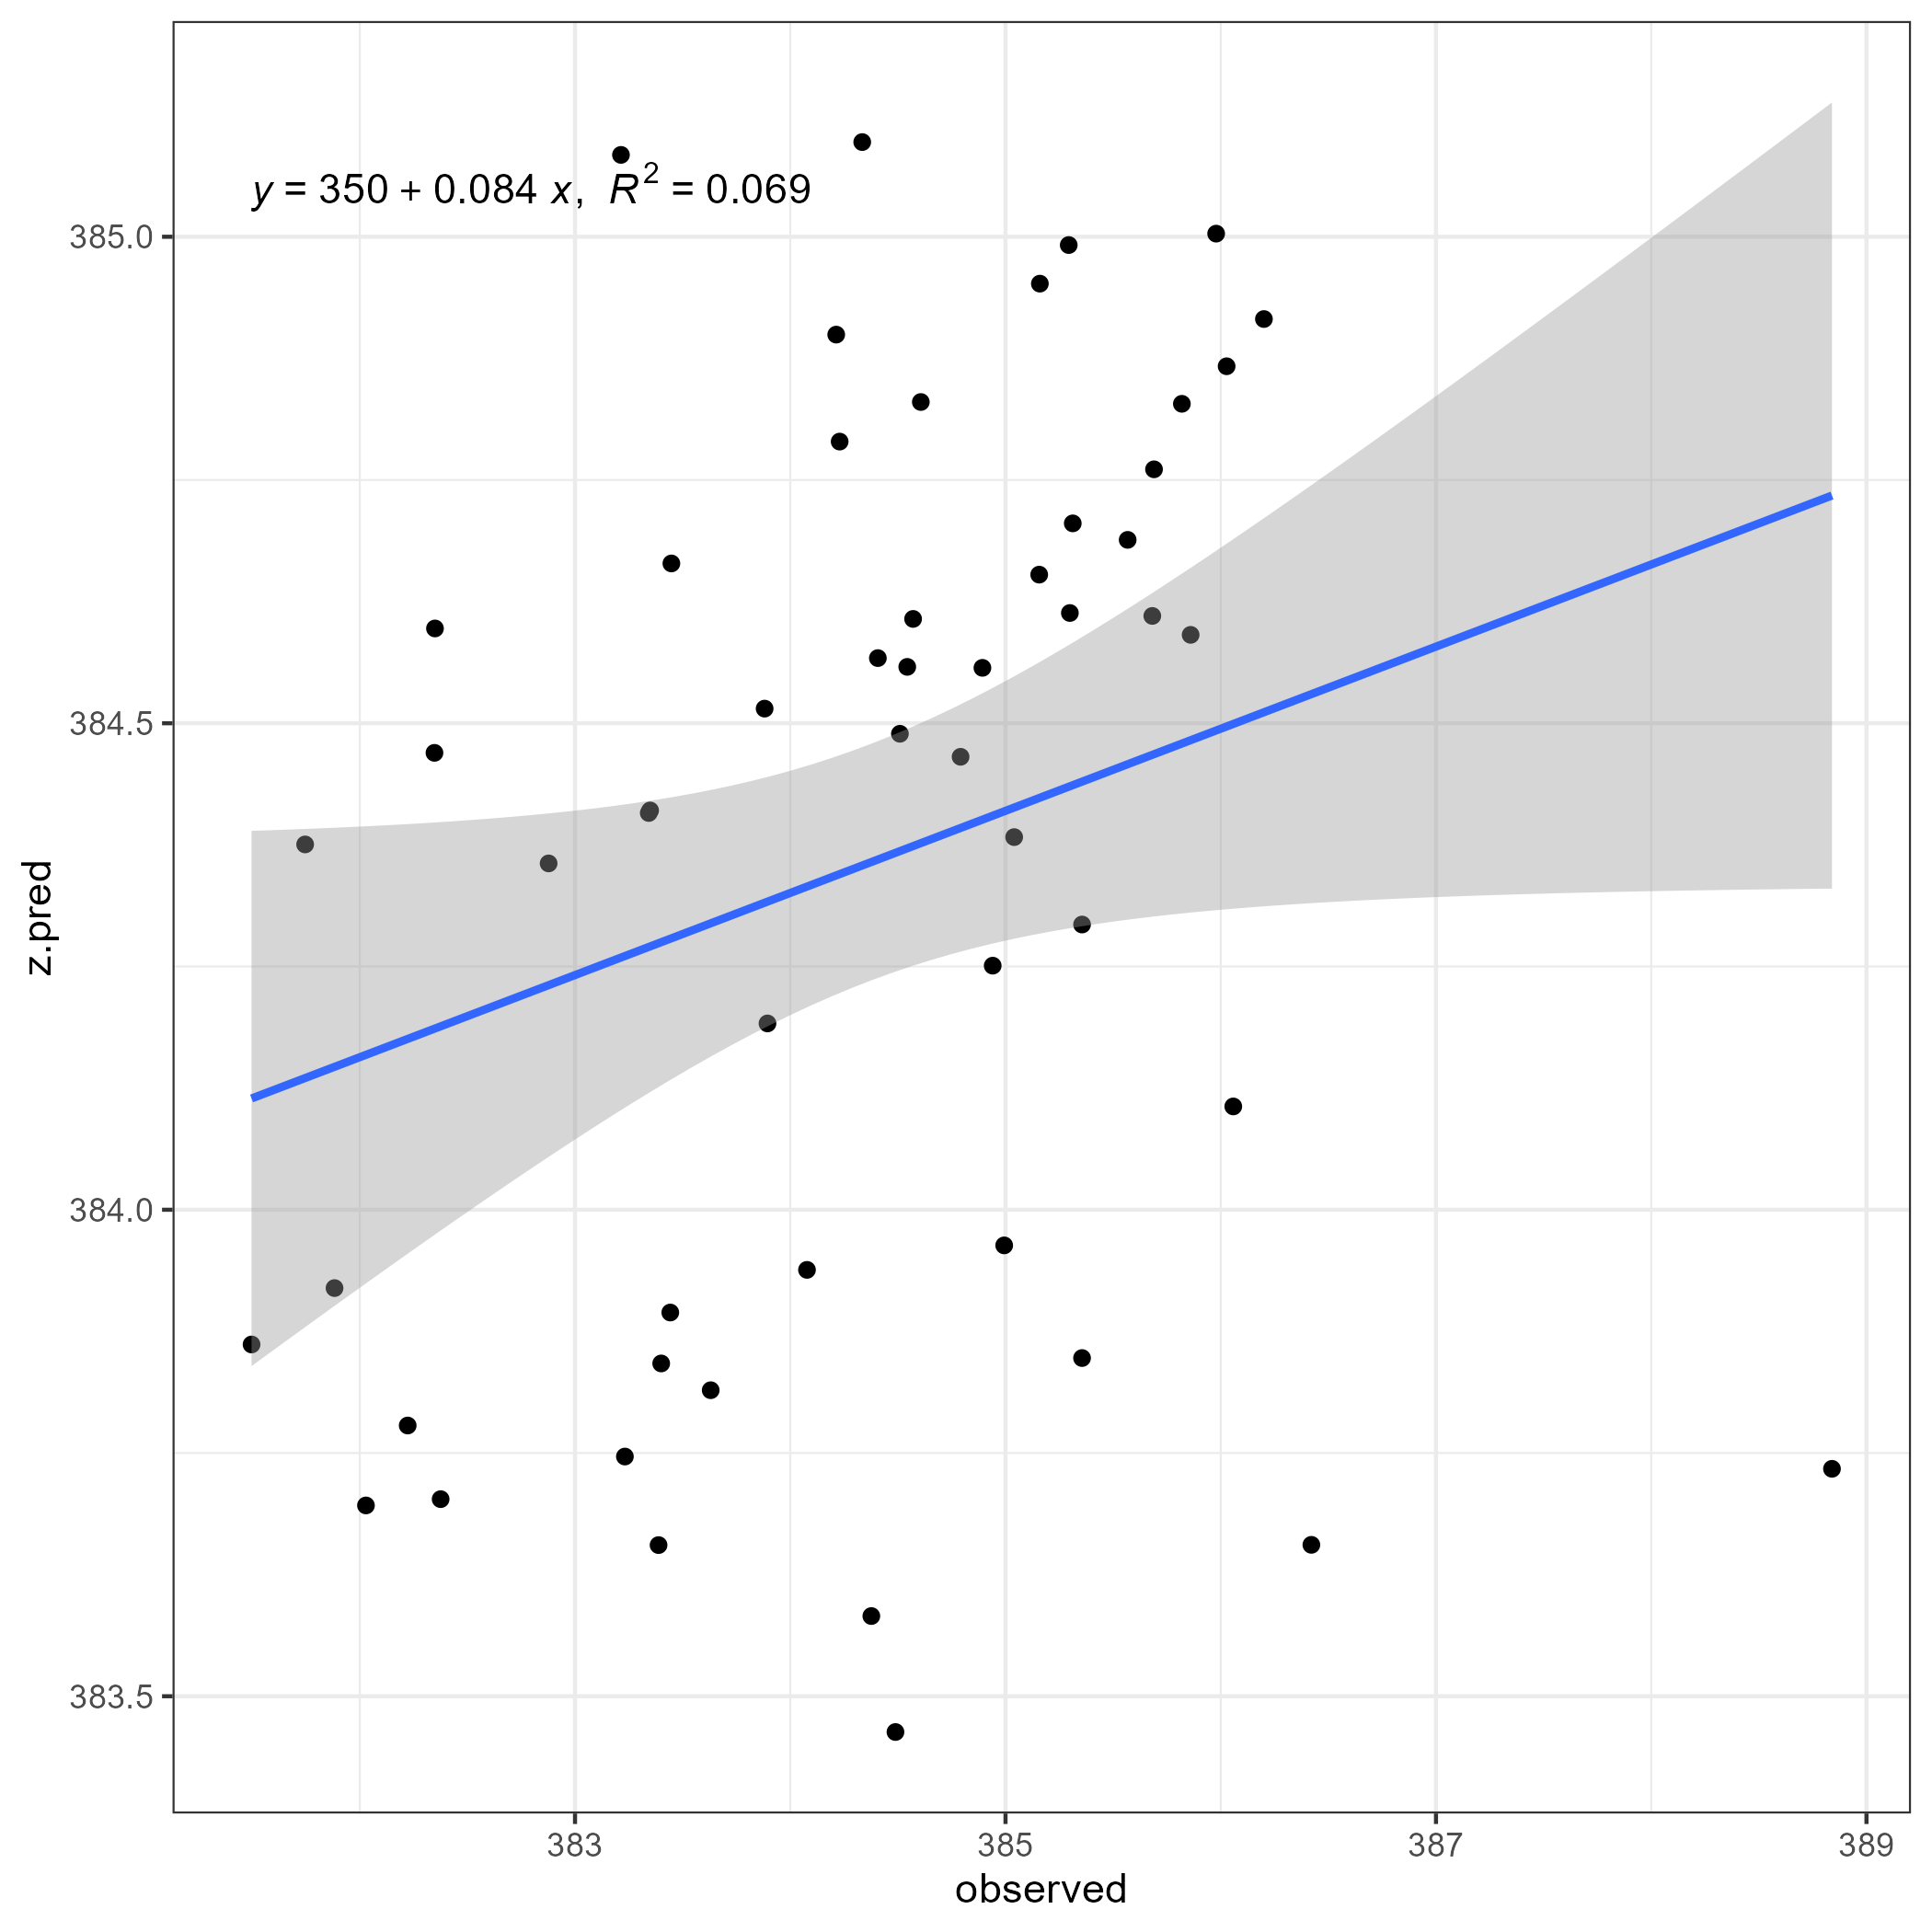 y = 350 + 0.084 x, R² = 0.069
385.0
384.5
384.0
383.5
z.pred
383 385 387 389
observed